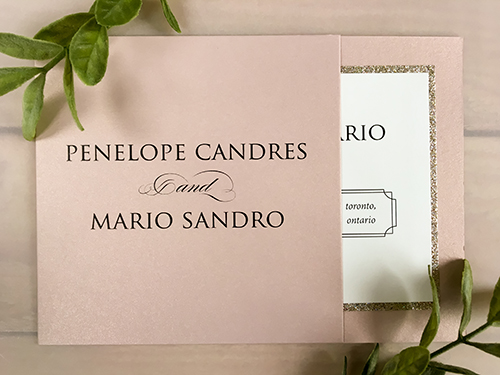 PENELOPE CANDRES
and
MARIO SANDRO
ARIO
toronto,
ontario